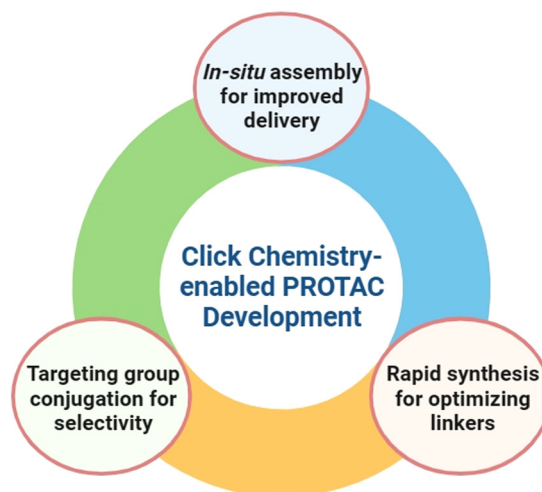 In-situ assembly
for improved
delivery
Click Chemistry-
enabled PROTAC
Development
Targeting group
conjugation for
selectivity
Rapid synthesis
for optimizing
linkers